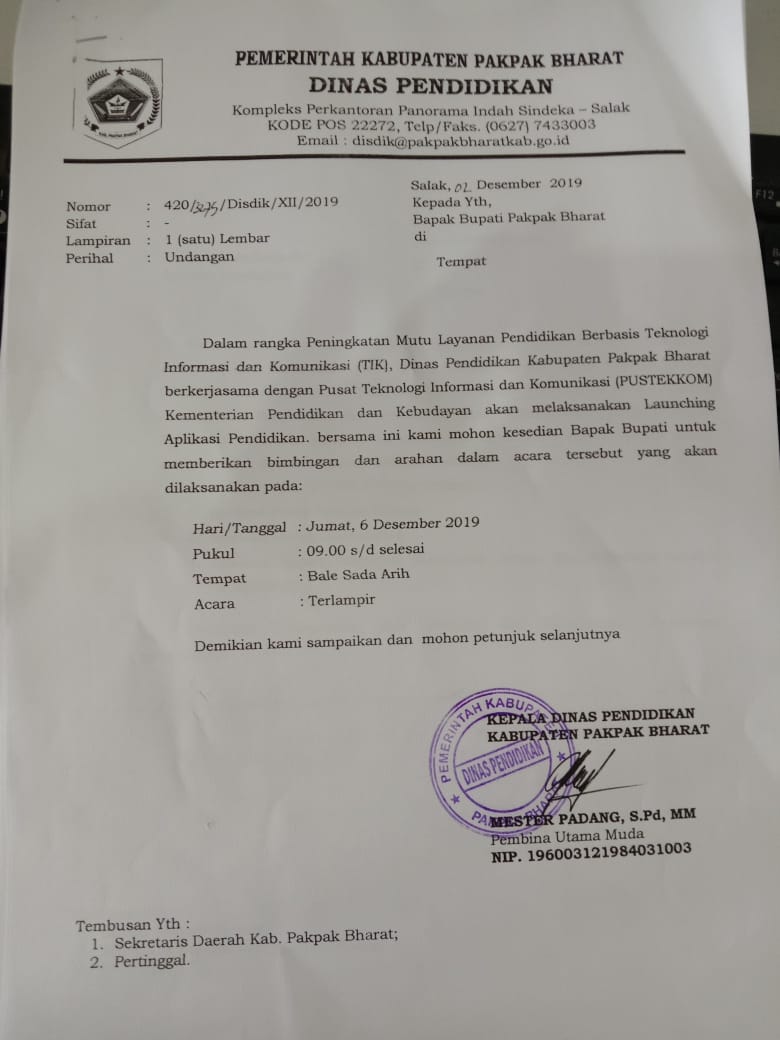 PEMERINTAH KABUPATEN PAKPAK BHARAT
DINAS PENDIDIKAN
Kompleks Perkantoran Panorama Indah Sindeka – Salak
KODE POS 22272, Telp/Faks. (0627) 7433003
Email : disdik@pakpakbharatkab.go.id
Salak, 02 Desember 2019
Nomor : 420/3275/Disdik/XII/2019
Sifat : -
Lampiran : 1 (satu) Lembar
Perihal : Undangan
Kepada Yth,
Bapak Bupati Pakpak Bharat
di
Tempat
Dalam rangka Peningkatan Mutu Layanan Pendidikan Berbasis Teknologi
Informasi dan Komunikasi (TIK), Dinas Pendidikan Kabupaten Pakpak Bharat
berkerjasama dengan Pusat Teknologi Informasi dan Komunikasi (PUSTEKKOM)
Kementerian Pendidikan dan Kebudayan akan melaksanakan Launching
Aplikasi Pendidikan. bersama ini kami mohon kesedian Bapak Bupati untuk
memberikan bimbingan dan arahan dalam acara tersebut yang akan
dilaksanakan pada:
Hari/Tanggal : Jumat, 6 Desember 2019
Pukul : 09.00 s/d selesai
Tempat : Bale Sada Arih
Acara : Terlampir
Demikian kami sampaikan dan mohon petunjuk selanjutnya
KEPALA DINAS PENDIDIKAN
KABUPATEN PAKPAK BHARAT
PEMERINTAH KABUPATEN
DINAS PENDIDIKAN
MESTER PADANG, S.Pd, MM
Pembina Utama Muda
NIP. 196003121984031003
Tembusan Yth :
1. Sekretaris Daerah Kab. Pakpak Bharat;
2. Pertinggal.
F12